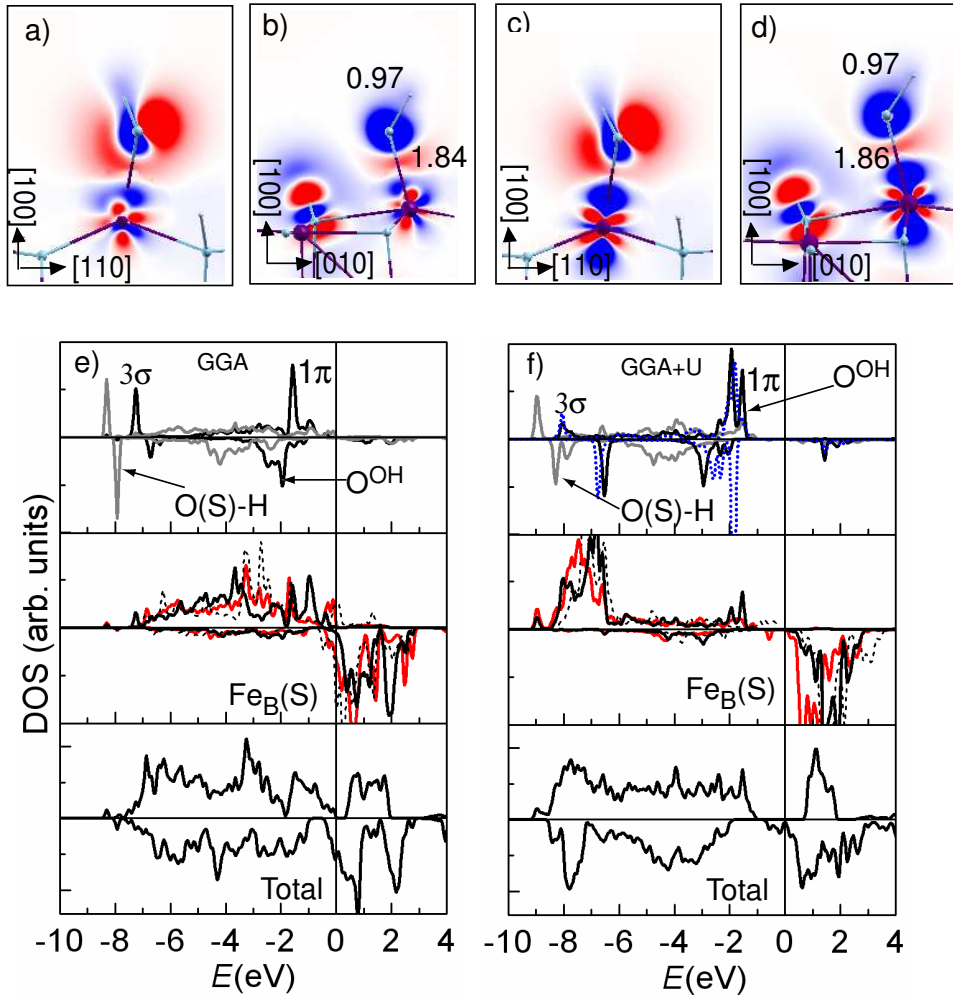 a) b) c) d)
0.97 0.97
1.84 1.86
[001] [100] [100] [100]
[110] [010] [110] [010]
e) GGA f) GGA+U
3σ 1π 3σ 1π
O^OH
O(S)-H O^OH O(S)-H
DOS (arb. units)
Fe_B(S) Fe_B(S)
Total Total
-10 -8 -6 -4 -2 0 2 4 -10 -8 -6 -4 -2 0 2 4
E(eV) E(eV)